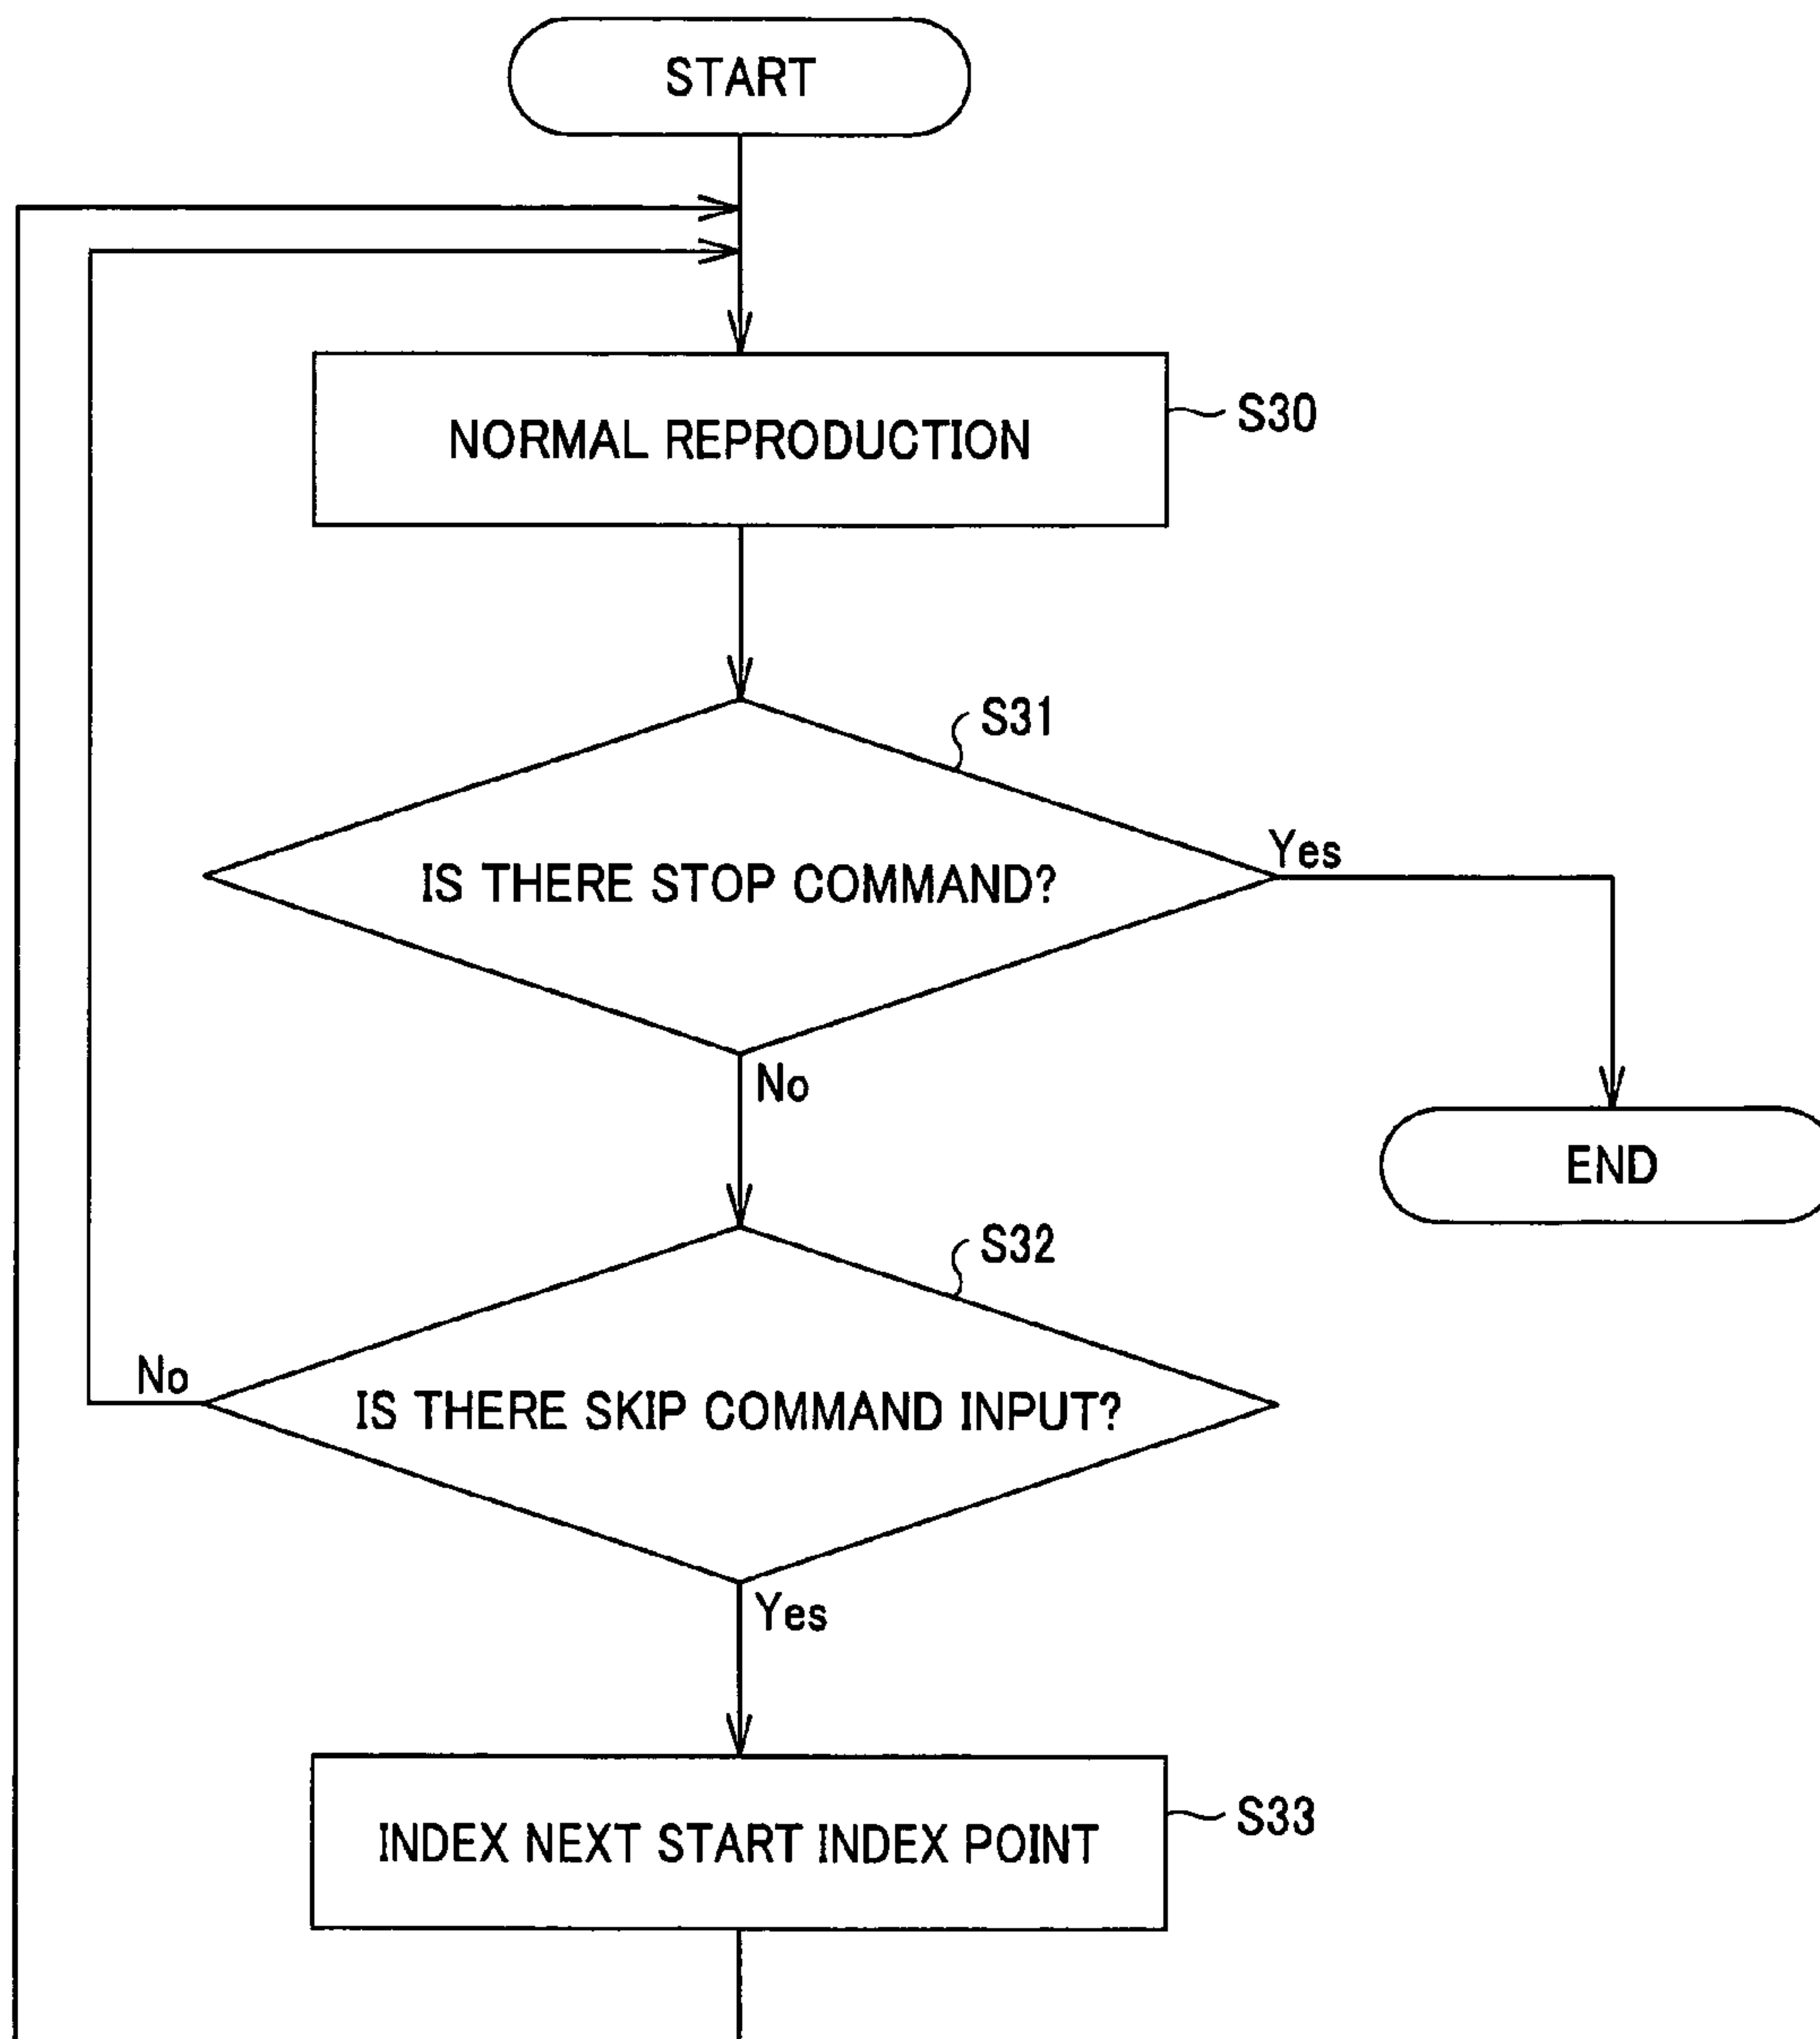 START
NORMAL REPRODUCTION
S30
S31
IS THERE STOP COMMAND?
Yes
No
END
S32
IS THERE SKIP COMMAND INPUT?
No
Yes
INDEX NEXT START INDEX POINT
S33